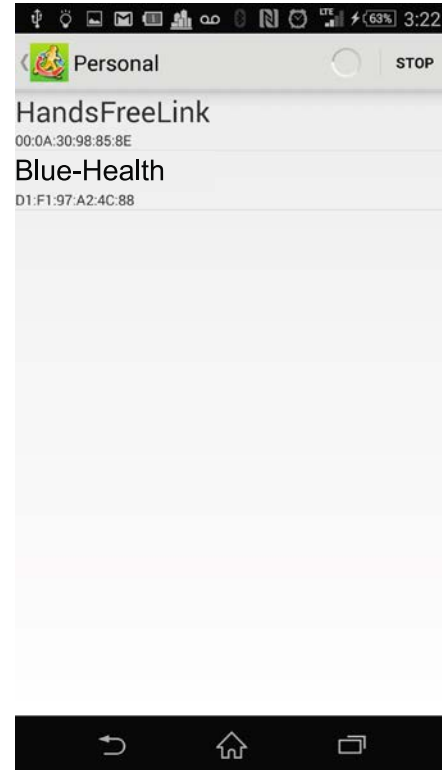 LTE 63% 3:22
Personal STOP
HandsFreeLink
00:0A:30:98:85:8E
Blue-Health
D1:F1:97:A2:4C:88